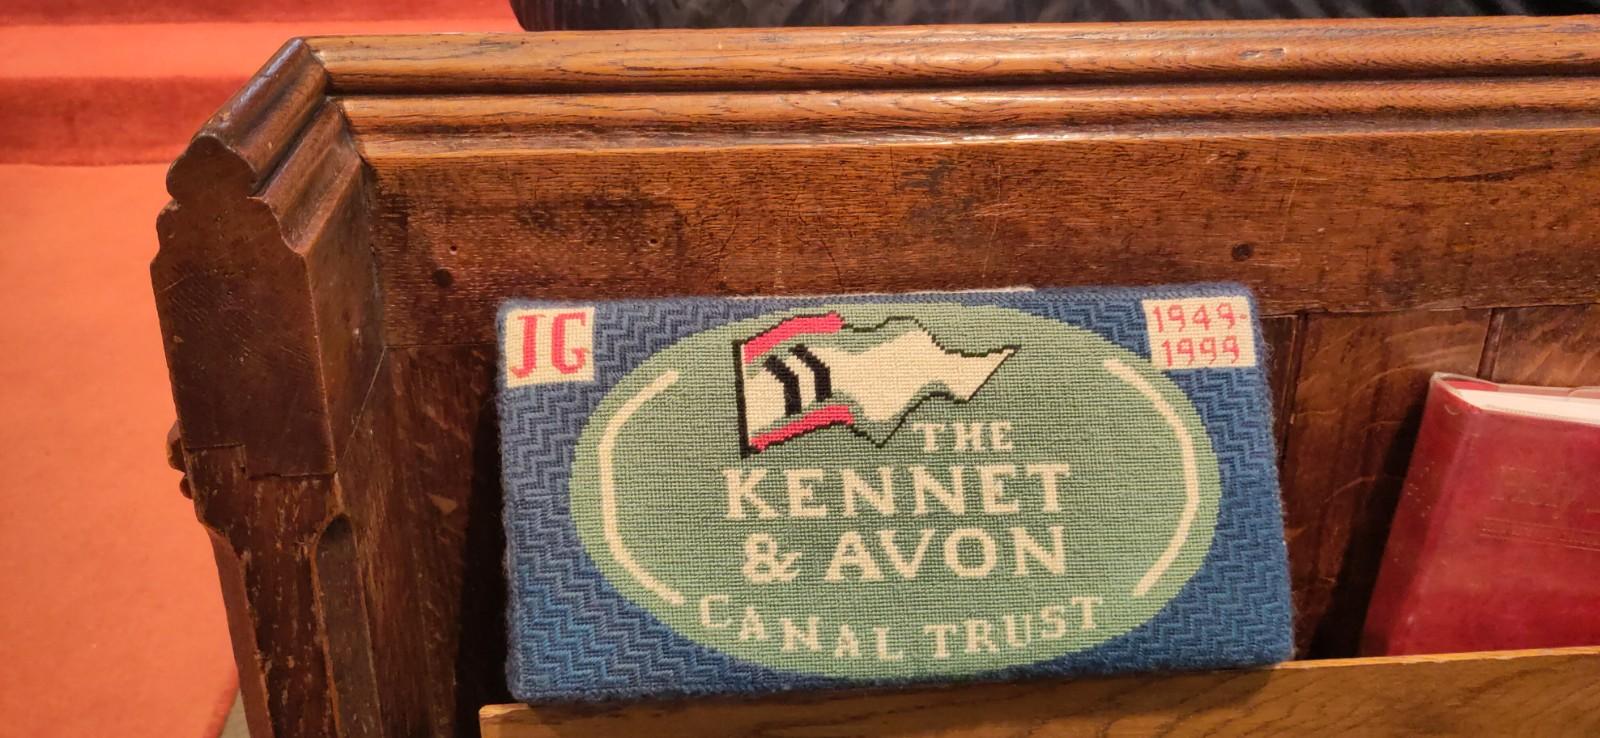 JG
1949-
1999
THE
KENNET
& AVON
CANAL TRUST